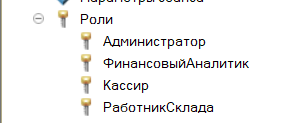 Роли
Администратор
ФинансовыйАналитик
Кассир
РаботникСклада